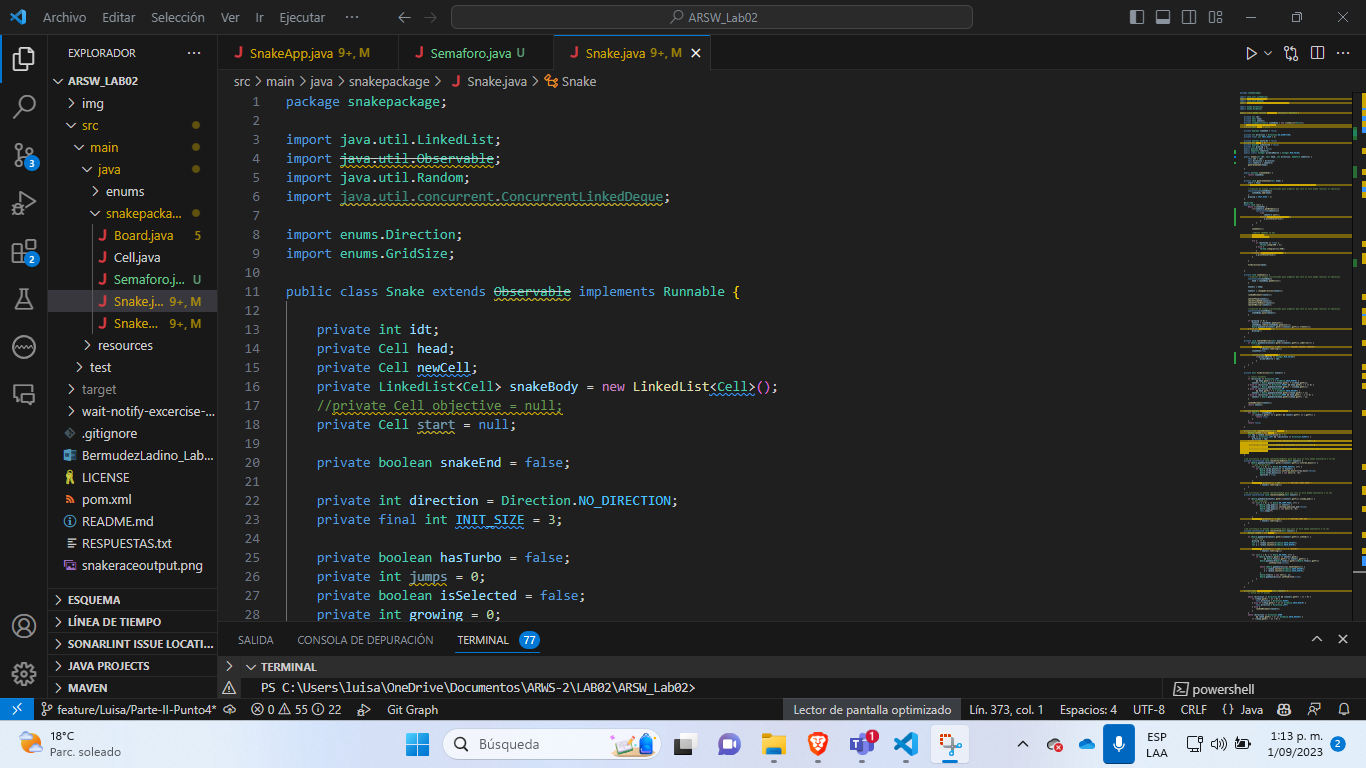 Archivo Editar Selección Ver Ir Ejecutar ··· ARSW_Lab02
EXPLORADOR ···
SnakeApp.java 9+, M Semaforo.java U Snake.java 9+, M
src > main > java > snakepackage > Snake.java > Snake
ARSW_LAB02
img
src
main
java
enums
snakepacka...
Board.java 5
Cell.java
Semaforo.j... U
Snake.j... 9+, M
Snake... 9+, M
resources
test
target
wait-notify-excercise-...
.gitignore
BermudezLadino_Lab...
LICENSE
pom.xml
README.md
RESPUESTAS.txt
snakeraceoutput.png
ESQUEMA
LÍNEA DE TIEMPO
SONARLINT ISSUE LOCATI...
JAVA PROJECTS
MAVEN
3
2
1 package snakepackage;
2
3 import java.util.LinkedList;
4 import java.util.Observable;
5 import java.util.Random;
6 import java.util.concurrent.ConcurrentLinkedDeque;
7
8 import enums.Direction;
9 import enums.GridSize;
10
11 public class Snake extends Observable implements Runnable {
12
13 private int idt;
14 private Cell head;
15 private Cell newCell;
16 private LinkedList<Cell> snakeBody = new LinkedList<Cell>();
17 //private Cell objective = null;
18 private Cell start = null;
19
20 private boolean snakeEnd = false;
21
22 private int direction = Direction.NO_DIRECTION;
23 private final int INIT_SIZE = 3;
24
25 private boolean hasTurbo = false;
26 private int jumps = 0;
27 private boolean isSelected = false;
28 private int growing = 0;
SALIDA CONSOLA DE DEPURACIÓN TERMINAL 77
TERMINAL
PS C:\Users\luisa\OneDrive\Documentos\ARWS-2\LAB02\ARSW_Lab02>
powershell
feature/Luisa/Parte-II-Punto4* 0 55 22 Git Graph Lector de pantalla optimizado Lín. 373, col. 1 Espacios: 4 UTF-8 CRLF {} Java
18°C
Parc. soleado
Búsqueda
1
ESP
LAA
1:13 p. m.
1/09/2023
2